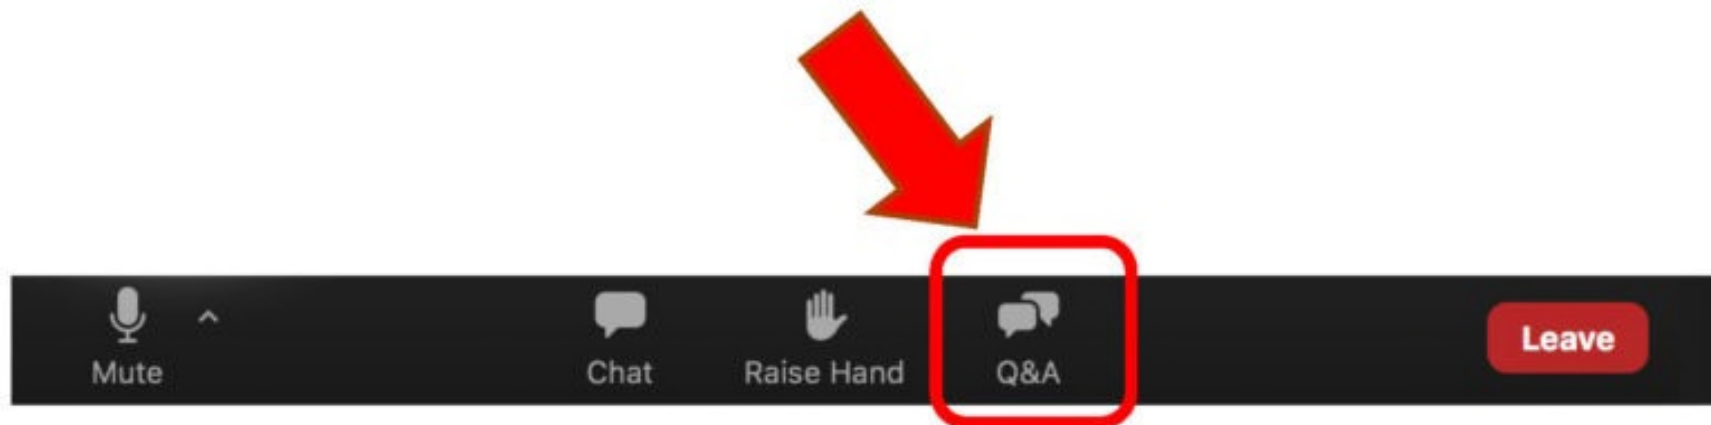 Mute
Chat
Raise Hand
Q&A
Leave